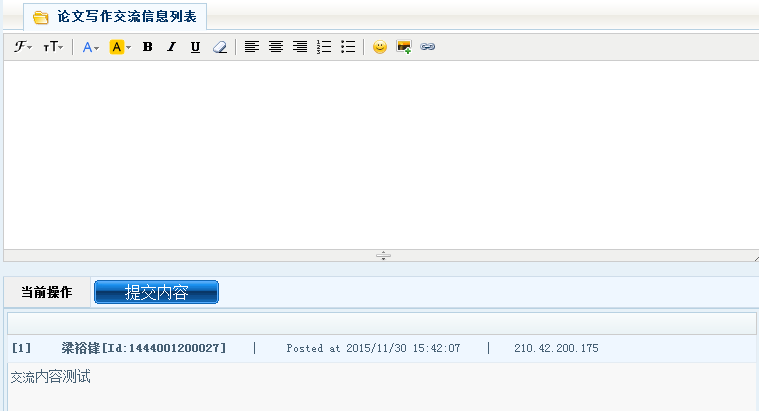 论文写作交流信息列表
F TT A A B I U
当前操作 提交内容
[1] 梁裕锋[Id:1444001200027] | Posted at 2015/11/30 15:42:07 | 210.42.200.175
交流内容测试